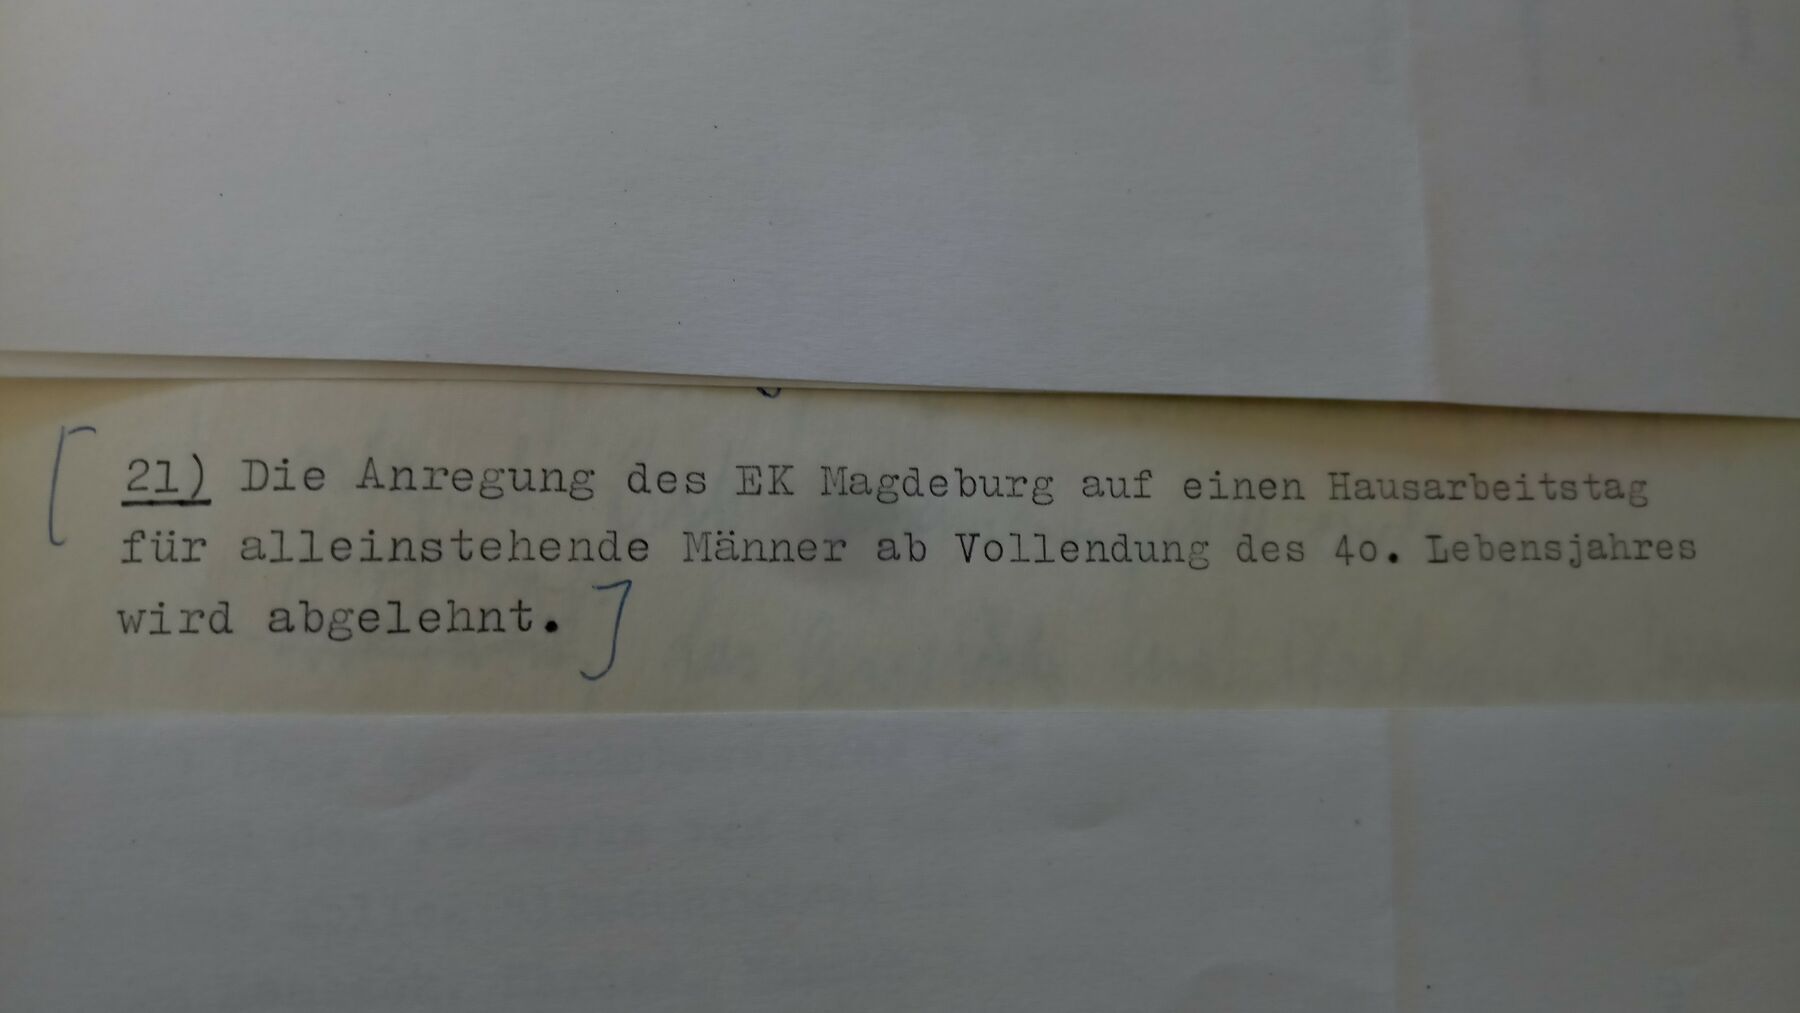 [ 21) Die Anregung des EK Magdeburg auf einen Hausarbeitstag
für alleinstehende Männer ab Vollendung des 4o. Lebensjahres
wird abgelehnt. ]